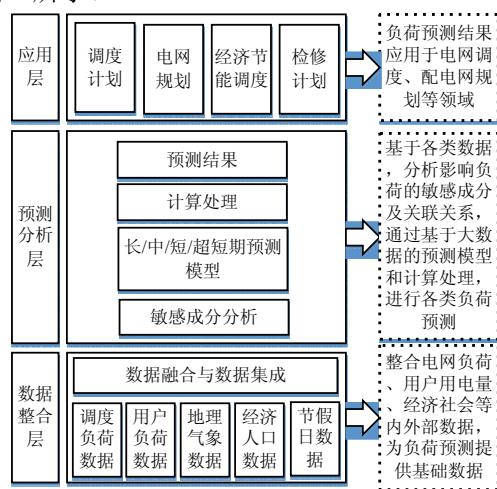 应用
层
调度
计划
电网
规划
经济节
能调度
检修
计划
负荷预测结果
应用于电网调
度、配电网规
划等领域
预测
分析
层
预测结果
计算处理
长/中/短/超短期预测
模型
敏感成分分析
基于各类数据
，分析影响负
荷的敏感成分
及关联关系，
通过基于大数
据的预测模型
和计算处理，
进行各类负荷
预测
数据
整合
层
数据融合与数据集成
调度
负荷
数据
用户
负荷
数据
地理
气象
数据
经济
人口
数据
节假
日数
据
整合电网负荷
、用户用电量
、经济社会等
内外部数据，
为负荷预测提
供基础数据